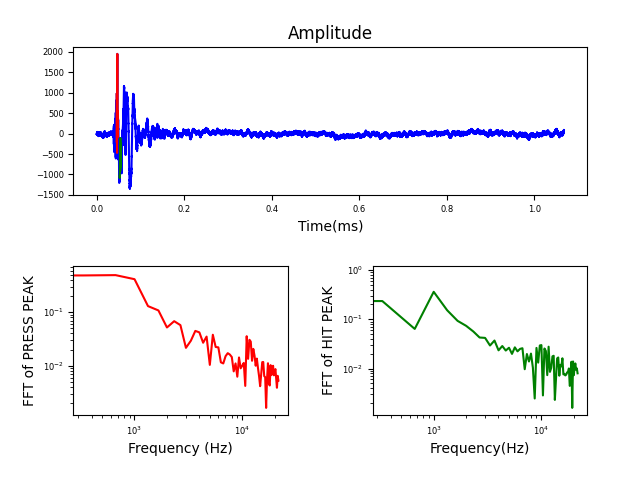 Amplitude
2000
1500
1000
500
0
−500
−1000
−1500
0.0 0.2 0.4 0.6 0.8 1.0
Time(ms)
FFT of PRESS PEAK
10⁻¹
10⁻²
10³ 10⁴
Frequency (Hz)
FFT of HIT PEAK
10⁰
10⁻¹
10⁻²
10³ 10⁴
Frequency(Hz)